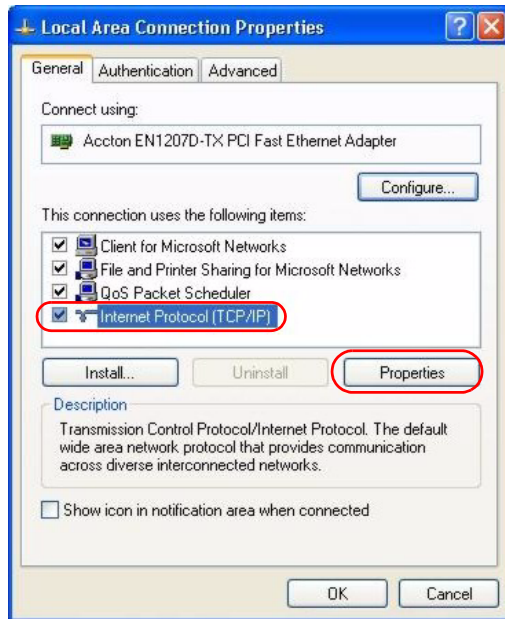 Local Area Connection Properties
General Authentication Advanced
Connect using:
Accton EN1207D-TX PCI Fast Ethernet Adapter
Configure...
This connection uses the following items:
Client for Microsoft Networks
File and Printer Sharing for Microsoft Networks
QoS Packet Scheduler
Internet Protocol (TCP/IP)
Install... Uninstall Properties
Description
Transmission Control Protocol/Internet Protocol. The default
wide area network protocol that provides communication
across diverse interconnected networks.
Show icon in notification area when connected
OK Cancel